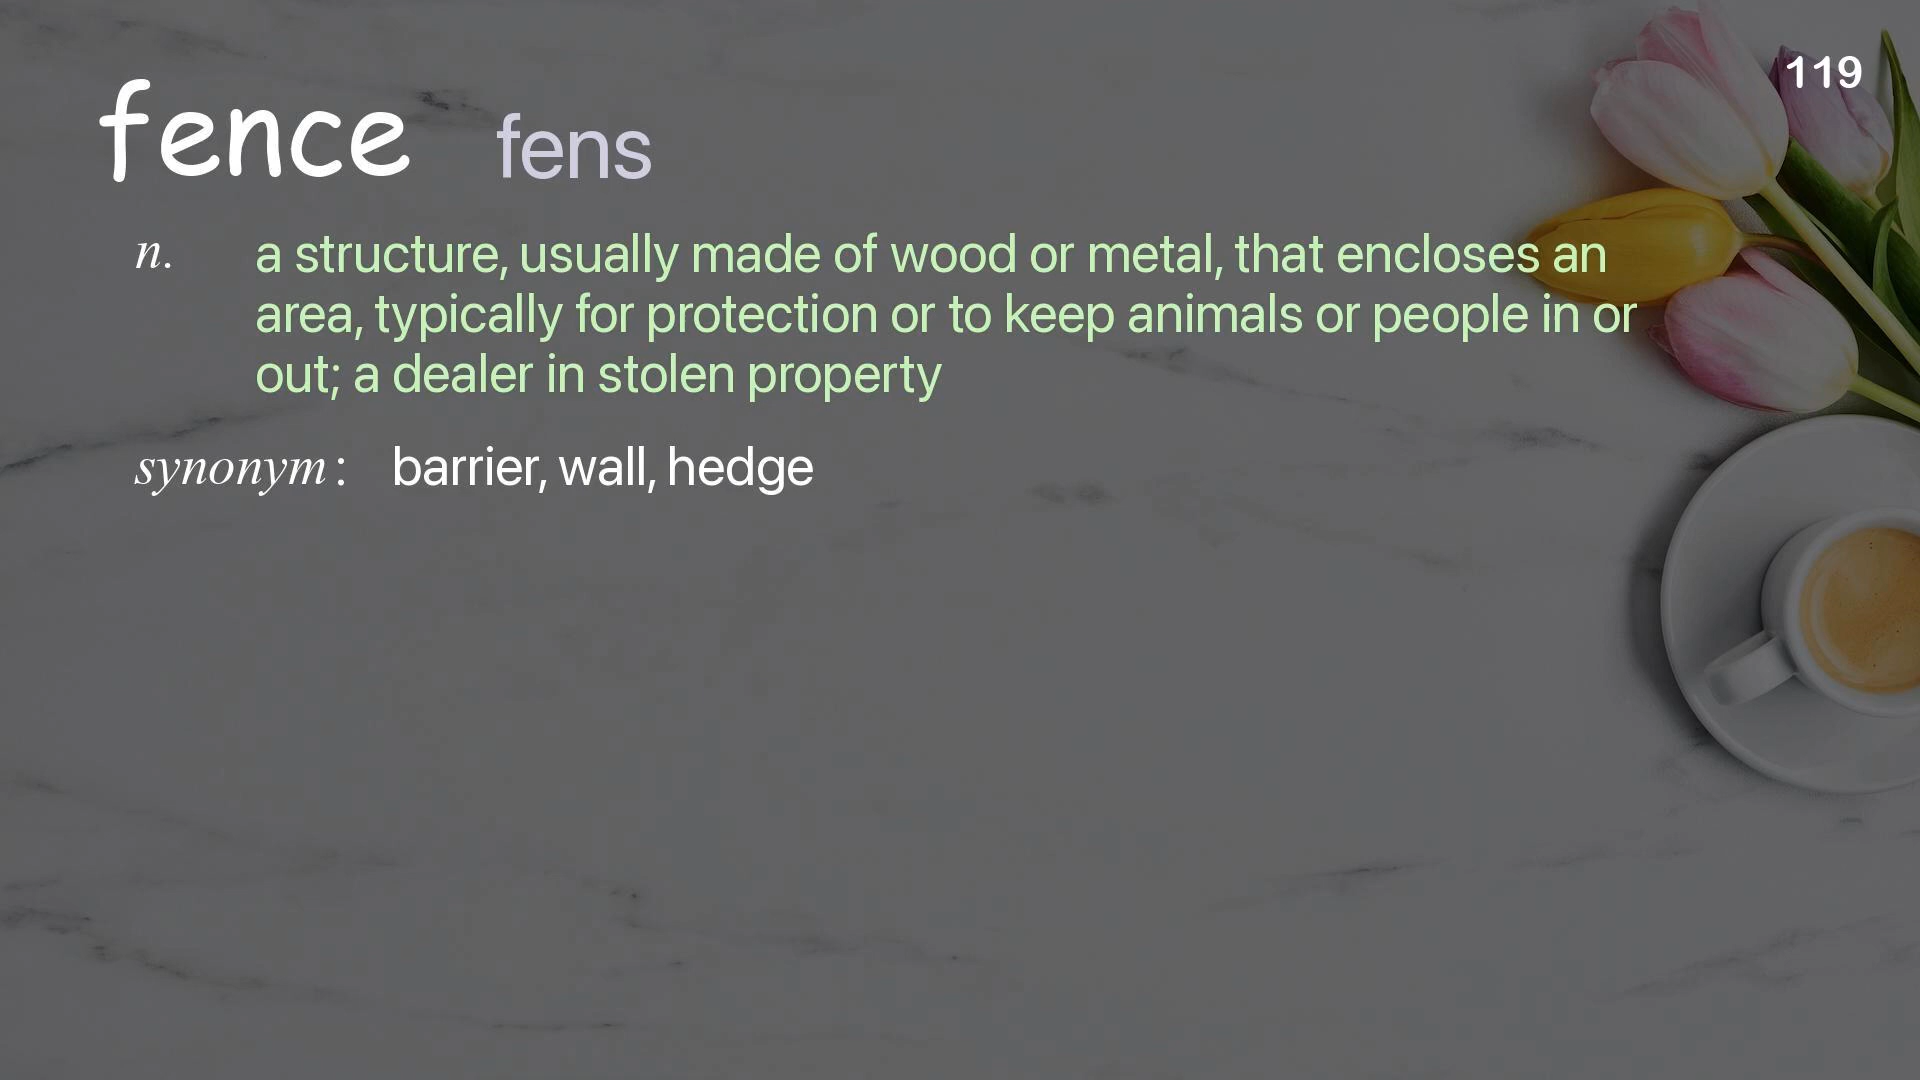 119
fence fens
n. a structure, usually made of wood or metal, that encloses an
area, typically for protection or to keep animals or people in or
out; a dealer in stolen property
synonym: barrier, wall, hedge